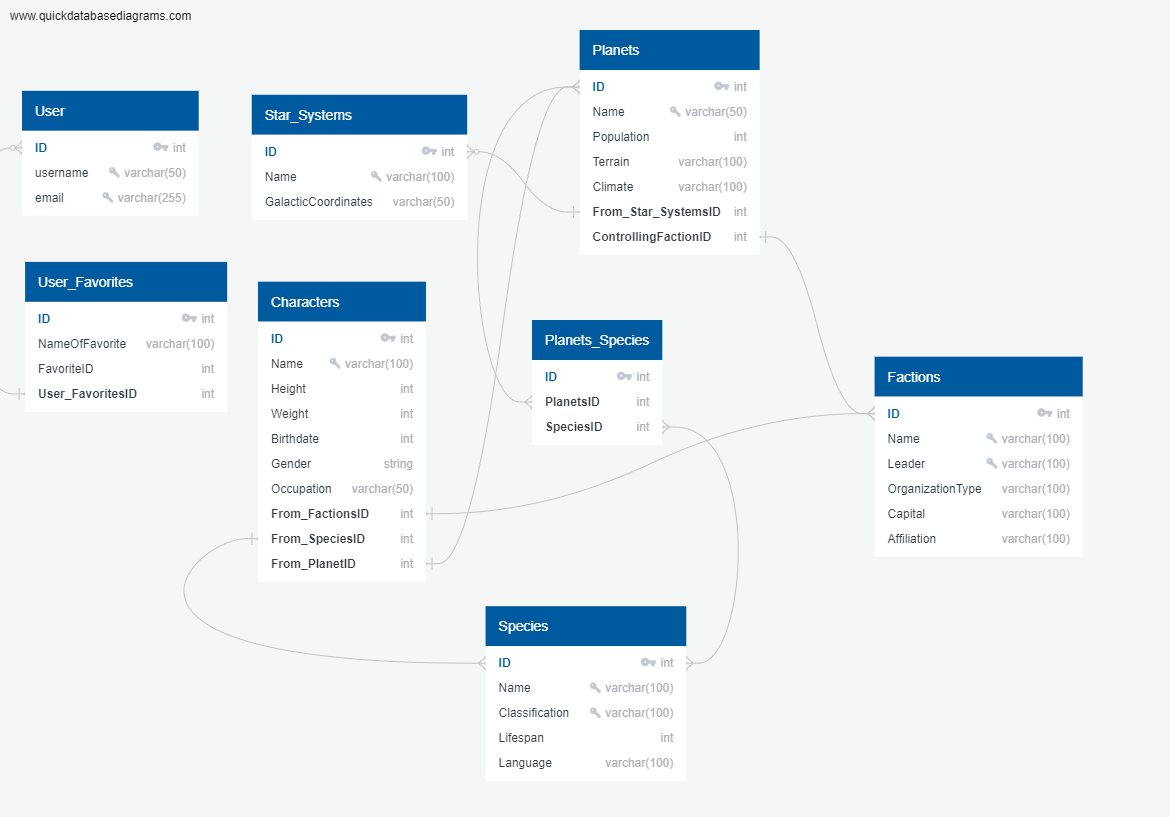 www.quickdatabasediagrams.com
User
ID int
username varchar(50)
email varchar(255)
Star_Systems
ID int
Name varchar(100)
GalacticCoordinates varchar(50)
Planets
ID int
Name varchar(50)
Population int
Terrain varchar(100)
Climate varchar(100)
From_Star_SystemsID int
ControllingFactionID int
User_Favorites
ID int
NameOfFavorite varchar(100)
FavoriteID int
User_FavoritesID int
Characters
ID int
Name varchar(100)
Height int
Weight int
Birthdate int
Gender string
Occupation varchar(50)
From_FactionsID int
From_SpeciesID int
From_PlanetID int
Planets_Species
ID int
PlanetsID int
SpeciesID int
Factions
ID int
Name varchar(100)
Leader varchar(100)
OrganizationType varchar(100)
Capital varchar(100)
Affiliation varchar(100)
Species
ID int
Name varchar(100)
Classification varchar(100)
Lifespan int
Language varchar(100)